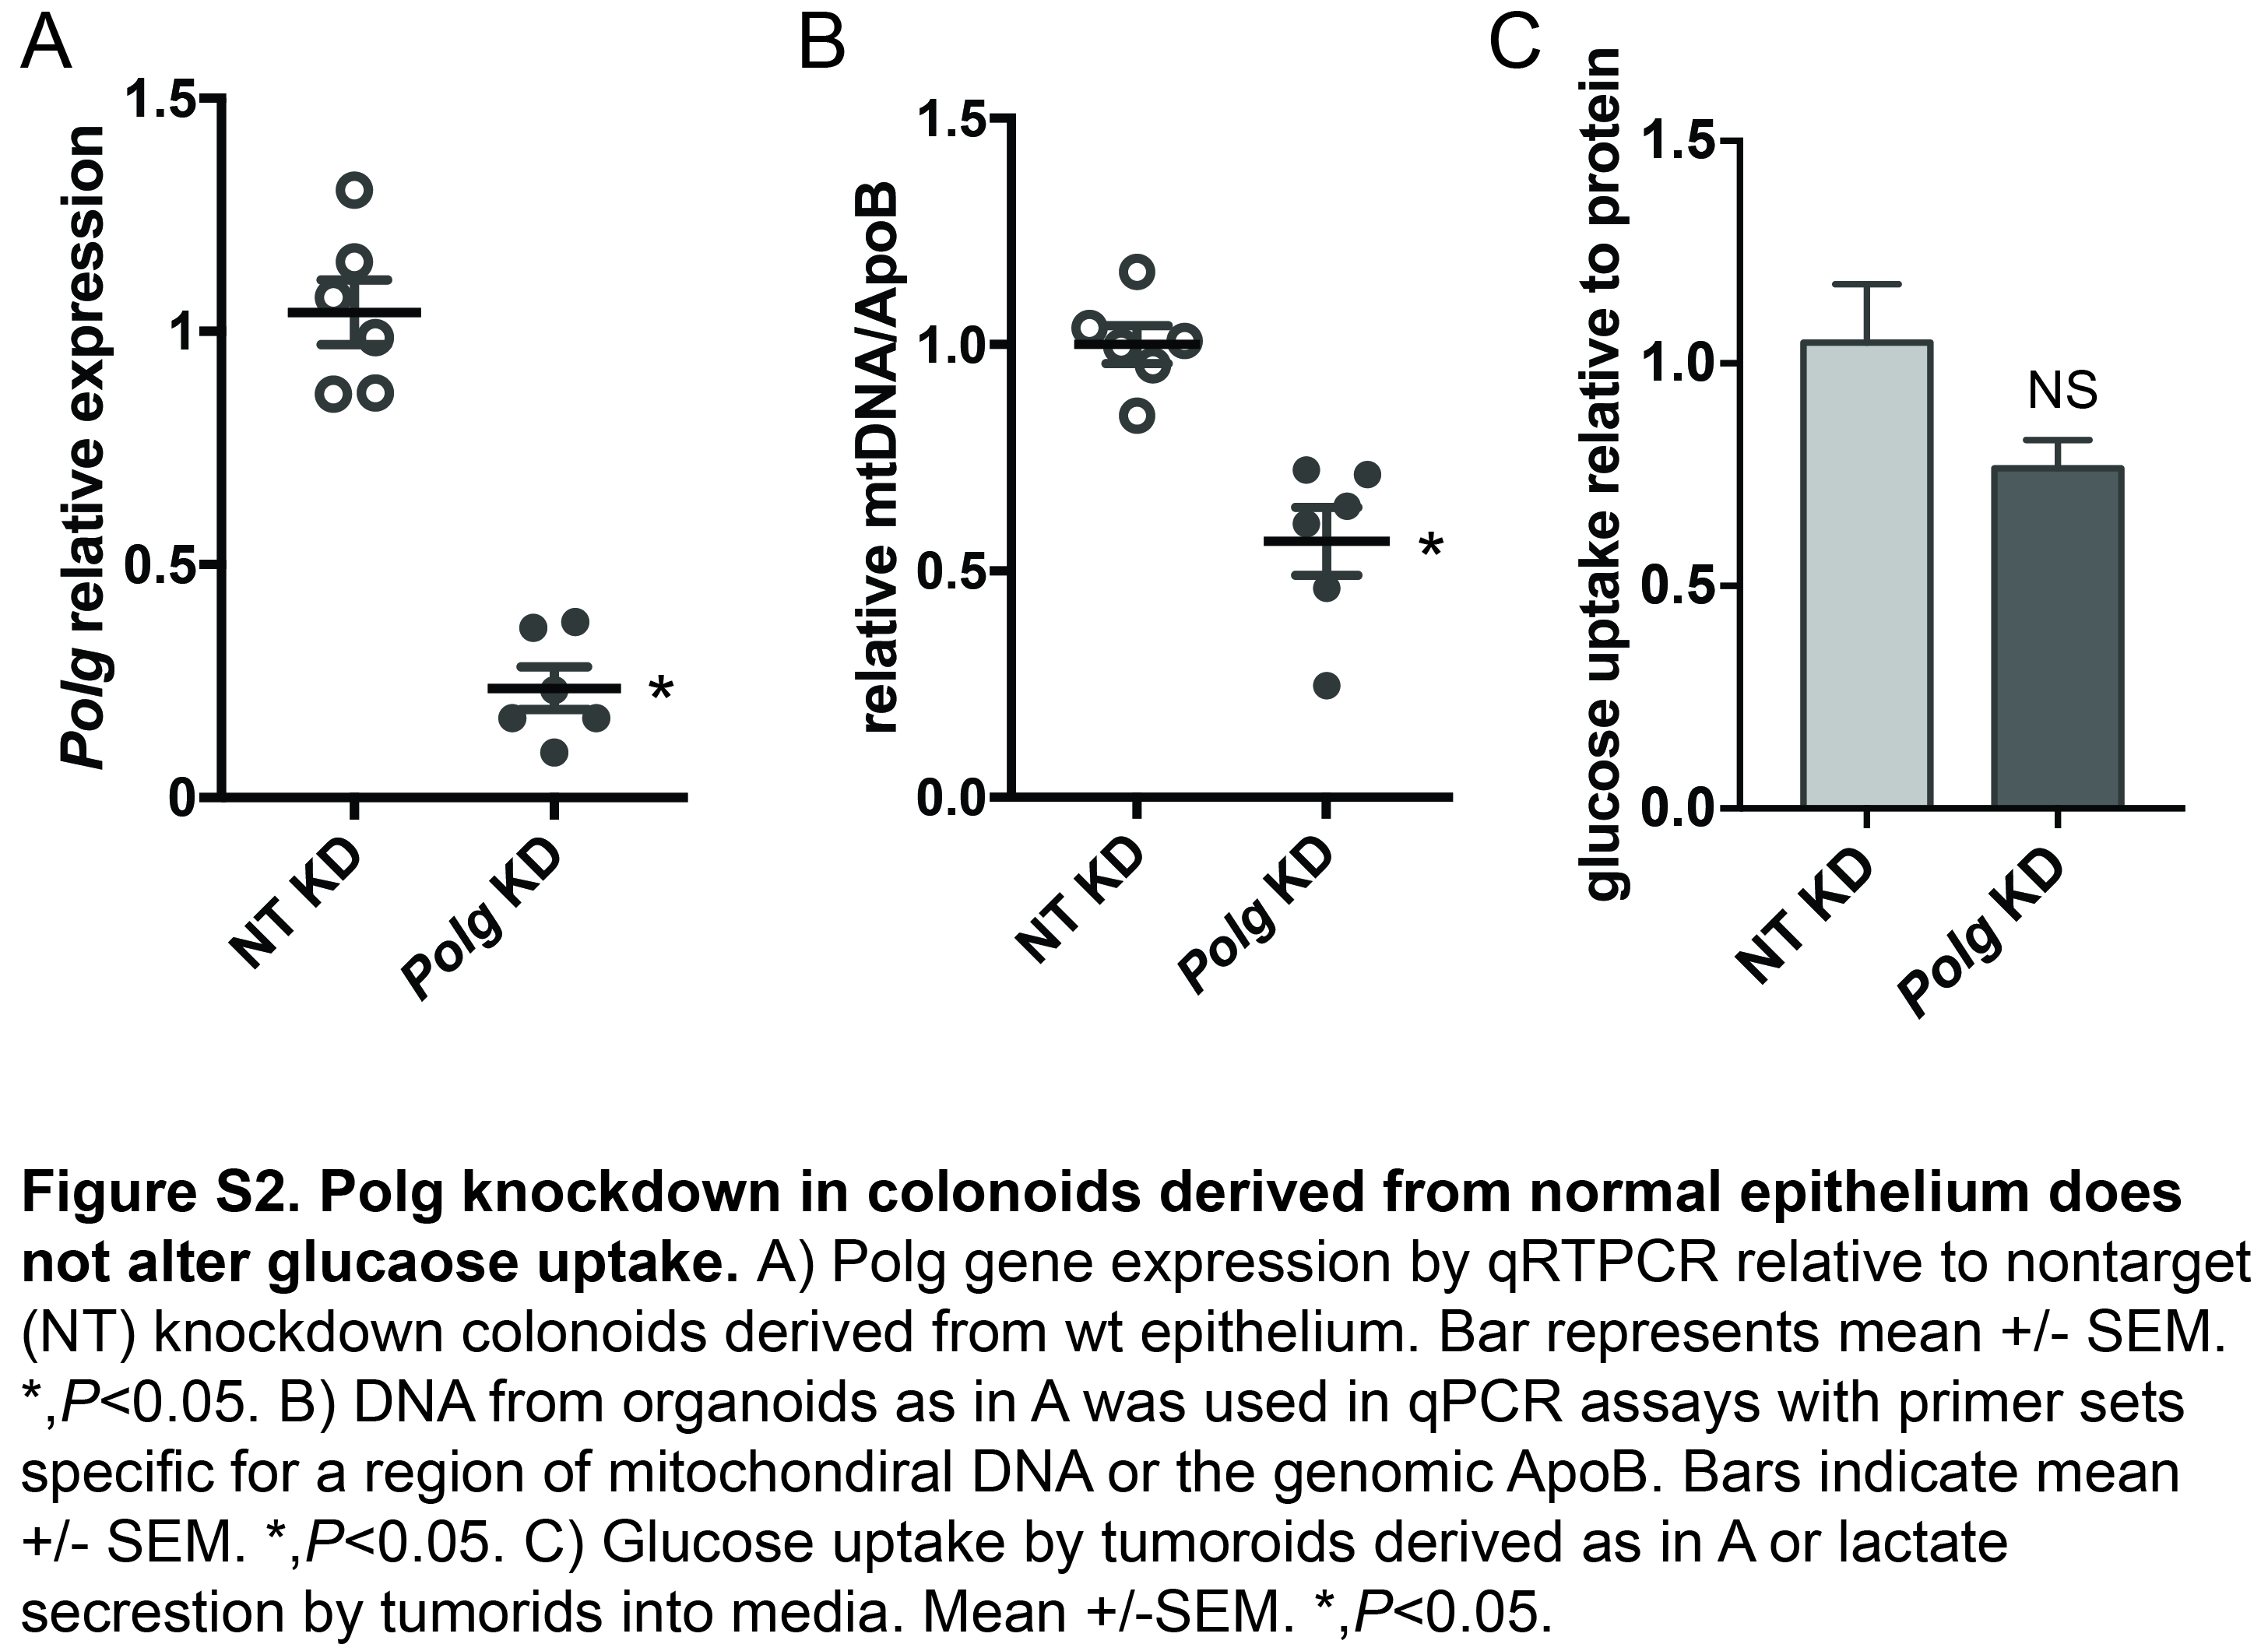 A
Polg relative expression
1.5
1
0.5
0
*
NT KD
Polg KD
B
relative mtDNA/ApoB
1.5
1.0
0.5
0.0
*
NT KD
Polg KD
C
glucose uptake relative to protein
1.5
1.0
0.5
0.0
NS
NT KD
Polg KD
Figure S2. Polg knockdown in colonoids derived from normal epithelium does
not alter glucaose uptake. A) Polg gene expression by qRTPCR relative to nontarget
(NT) knockdown colonoids derived from wt epithelium. Bar represents mean +/- SEM.
*,P<0.05. B) DNA from organoids as in A was used in qPCR assays with primer sets
specific for a region of mitochondiral DNA or the genomic ApoB. Bars indicate mean
+/- SEM. *,P<0.05. C) Glucose uptake by tumoroids derived as in A or lactate
secrestion by tumorids into media. Mean +/-SEM. *,P<0.05.